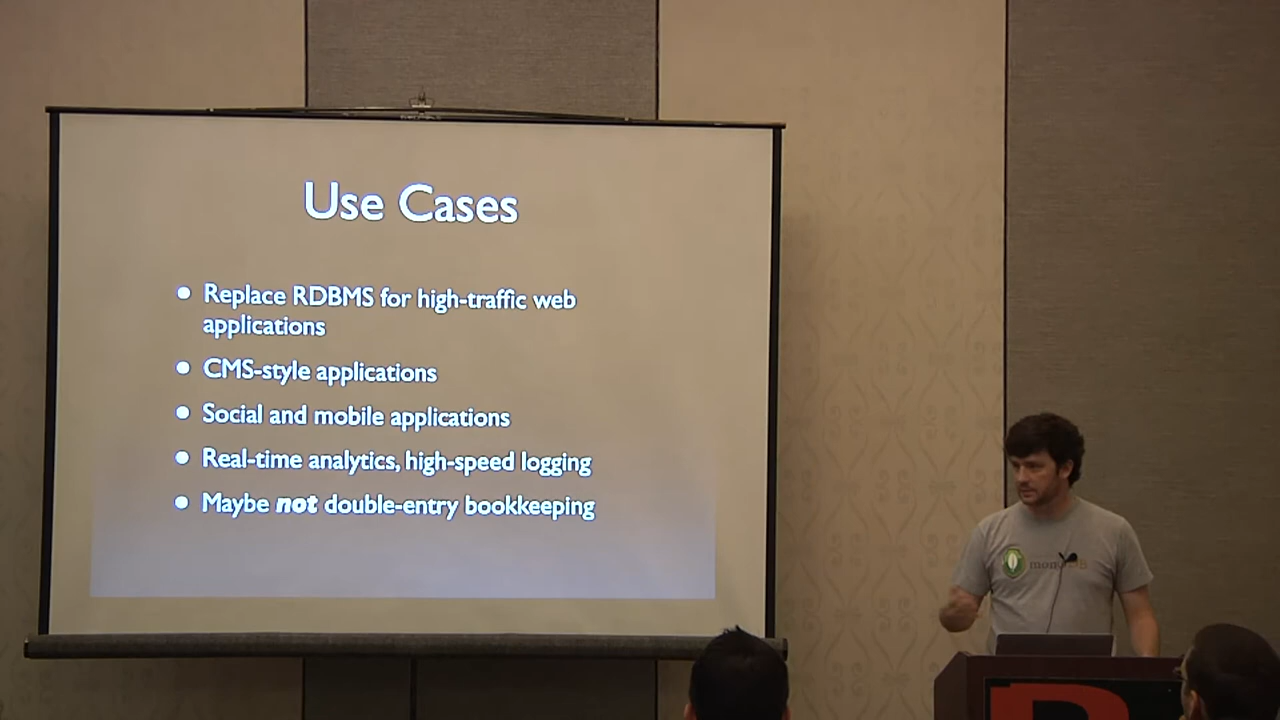 Use Cases
Replace RDBMS for high-traffic web
applications
CMS-style applications
Social and mobile applications
Real-time analytics, high-speed logging
Maybe not double-entry bookkeeping